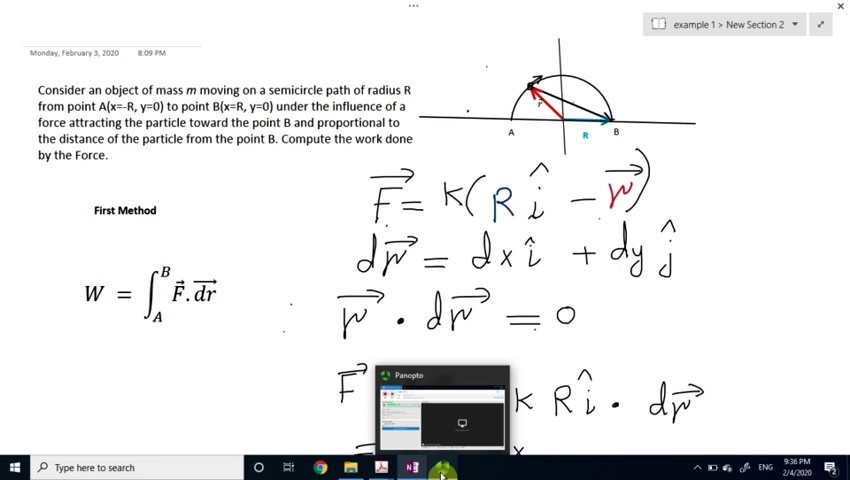 example 1 > New Section 2
Monday, February 3, 2020 8:09 PM
Consider an object of mass m moving on a semicircle path of radius R
from point A(x=-R, y=0) to point B(x=R, y=0) under the influence of a
force attracting the particle toward the point B and proportional to
the distance of the particle from the point B. Compute the work done
by the Force.
r
A
B
R
First Method
W = ∫_A^B F⃗.dr⃗
F⃗ = k( R î - r⃗ )
dr⃗ = dx î + dy ĵ
r⃗ · dr⃗ = 0
F⃗
k R î · dr⃗
=
x
Panopto
Type here to search
ENG
9:36 PM
2/4/2020
2